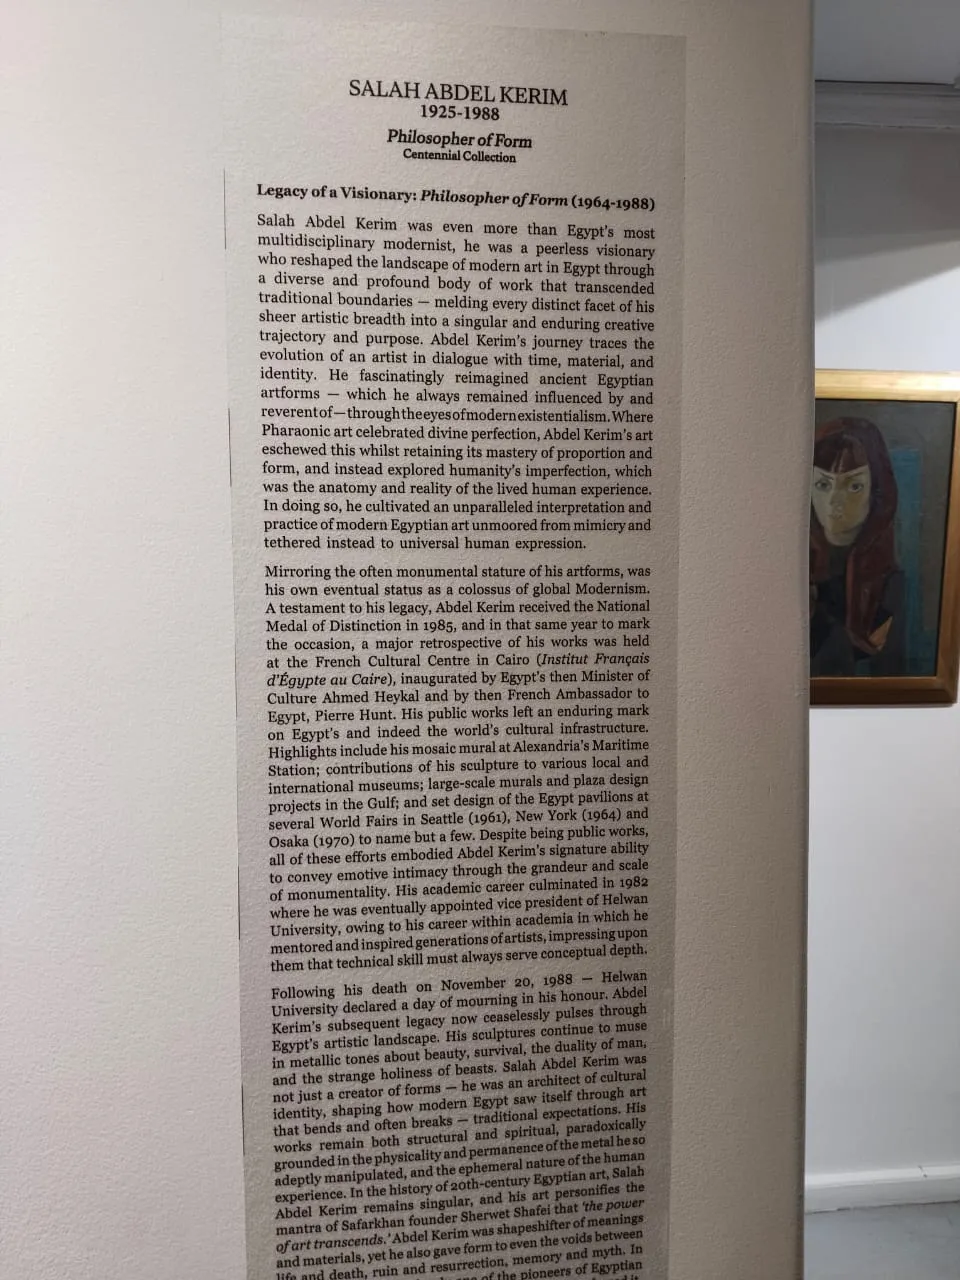 SALAH ABDEL KERIM
1925-1988
Philosopher of Form
Centennial Collection
Legacy of a Visionary: Philosopher of Form (1964-1988)
Salah Abdel Kerim was even more than Egypt's most
multidisciplinary modernist, he was a peerless visionary
who reshaped the landscape of modern art in Egypt through
a diverse and profound body of work that transcended
traditional boundaries — melding every distinct facet of his
sheer artistic breadth into a singular and enduring creative
trajectory and purpose. Abdel Kerim's journey traces the
evolution of an artist in dialogue with time, material, and
identity. He fascinatingly reimagined ancient Egyptian
artforms — which he always remained influenced by and
reverent of — through the eyes of modern existentialism. Where
Pharaonic art celebrated divine perfection, Abdel Kerim's art
eschewed this whilst retaining its mastery of proportion and
form, and instead explored humanity's imperfection, which
was the anatomy and reality of the lived human experience.
In doing so, he cultivated an unparalleled interpretation and
practice of modern Egyptian art unmoored from mimicry and
tethered instead to universal human expression.
Mirroring the often monumental stature of his artforms, was
his own eventual status as a colossus of global Modernism.
A testament to his legacy, Abdel Kerim received the National
Medal of Distinction in 1985, and in that same year to mark
the occasion, a major retrospective of his works was held
at the French Cultural Centre in Cairo (Institut Français
d'Égypte au Caire), inaugurated by Egypt's then Minister of
Culture Ahmed Heykal and by then French Ambassador to
Egypt, Pierre Hunt. His public works left an enduring mark
on Egypt's and indeed the world's cultural infrastructure.
Highlights include his mosaic mural at Alexandria's Maritime
Station; contributions of his sculpture to various local and
international museums; large-scale murals and plaza design
projects in the Gulf; and set design of the Egypt pavilions at
several World Fairs in Seattle (1961), New York (1964) and
Osaka (1970) to name but a few. Despite being public works,
all of these efforts embodied Abdel Kerim's signature ability
to convey emotive intimacy through the grandeur and scale
of monumentality. His academic career culminated in 1982
where he was eventually appointed vice president of Helwan
University, owing to his career within academia in which he
mentored and inspired generations of artists, impressing upon
them that technical skill must always serve conceptual depth.
Following his death on November 20, 1988 — Helwan
University declared a day of mourning in his honour. Abdel
Kerim's subsequent legacy now ceaselessly pulses through
Egypt's artistic landscape. His sculptures continue to muse
in metallic tones about beauty, survival, the duality of man,
and the strange holiness of beasts. Salah Abdel Kerim was
not just a creator of forms — he was an architect of cultural
identity, shaping how modern Egypt saw itself through art
that bends and often breaks — traditional expectations. His
works remain both structural and spiritual, paradoxically
grounded in the physicality and permanence of the metal he so
adeptly manipulated, and the ephemeral nature of the human
experience. In the history of 20th-century Egyptian art, Salah
Abdel Kerim remains singular, and his art personifies the
mantra of Safarkhan founder Sherwet Shafei that 'the power
of art transcends.' Abdel Kerim was shapeshifter of meanings
and materials, yet he also gave form to even the voids between
life and death, ruin and resurrection, memory and myth. In
of the pioneers of Egyptian